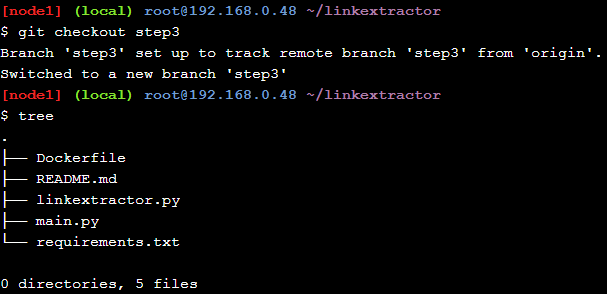 [node1] (local) root@192.168.0.48 ~/linkextractor
$ git checkout step3
Branch 'step3' set up to track remote branch 'step3' from 'origin'.
Switched to a new branch 'step3'
[node1] (local) root@192.168.0.48 ~/linkextractor
$ tree
.
├── Dockerfile
├── README.md
├── linkextractor.py
├── main.py
└── requirements.txt
0 directories, 5 files